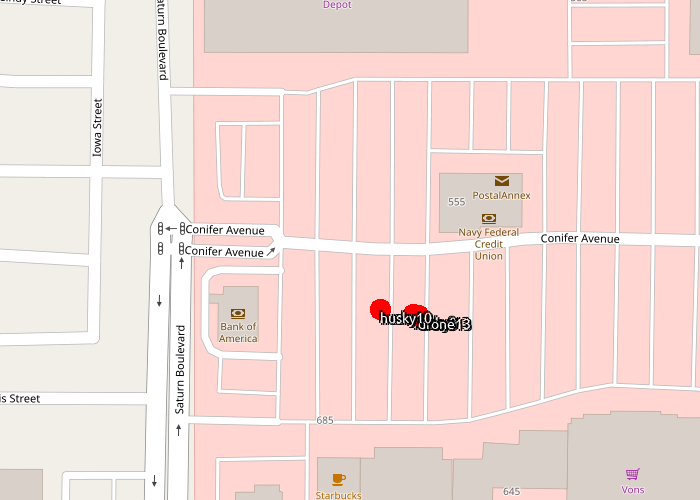 Depot
Saturn Boulevard
Iowa Street
555
PostalAnnex
Navy Federal
Credit
Union
Conifer Avenue
Conifer Avenue
Conifer Avenue
Bank of
America
husky10
drone13
Saturn Boulevard
is Street
685
Starbucks
645
Vons